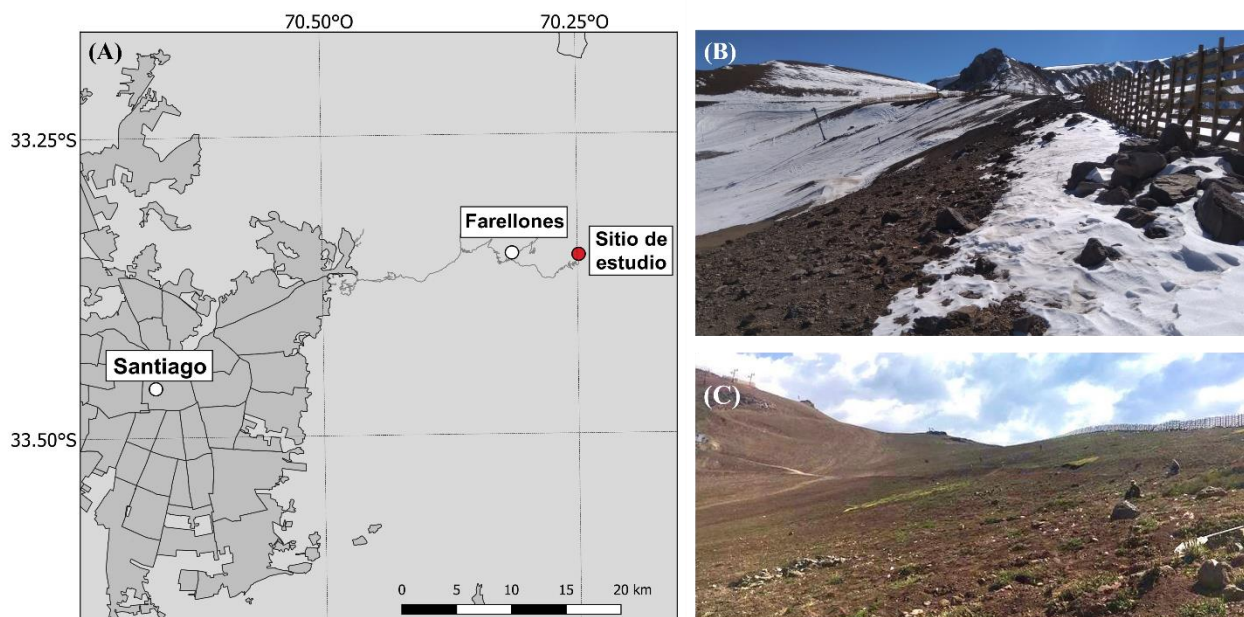 70.50°O 70.25°O
(A)
33.25°S
Farellones
Sitio de
estudio
Santiago
33.50°S
0 5 10 15 20 km
(B)
(C)